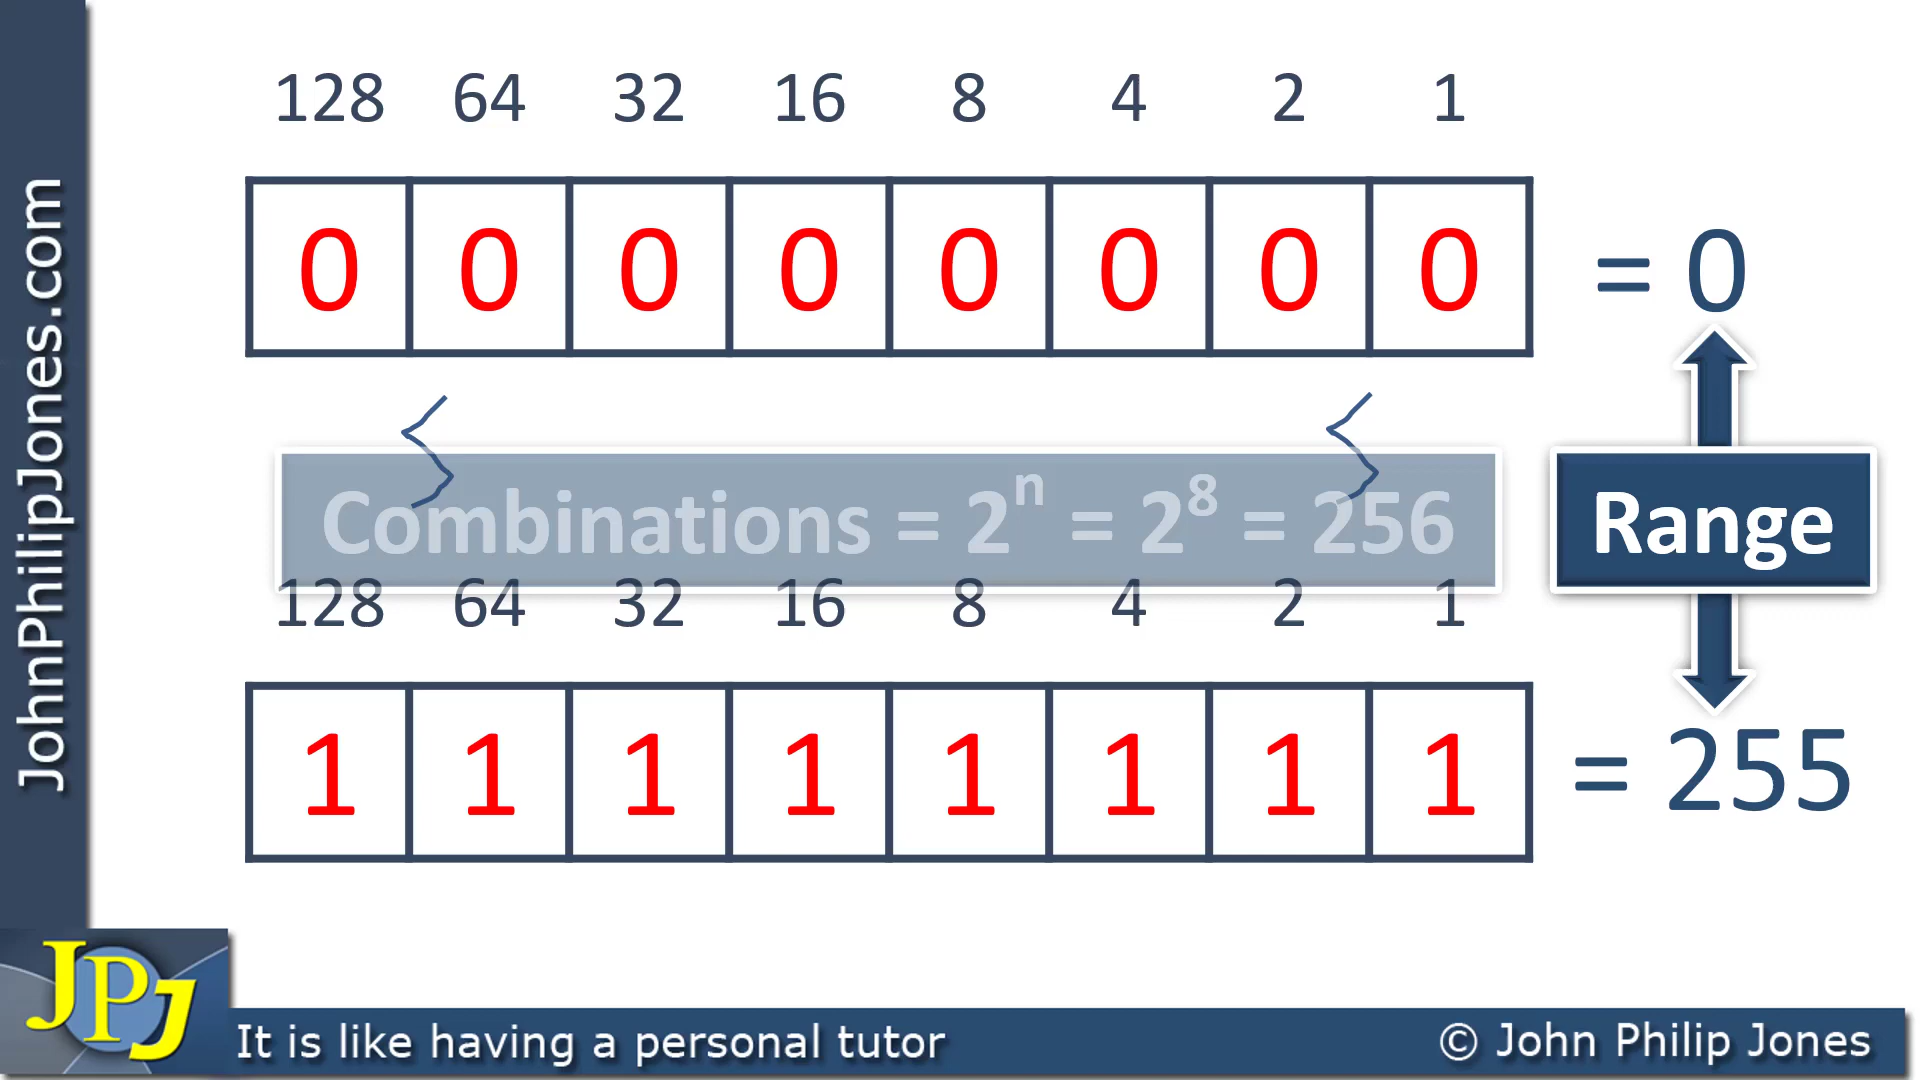 128 64 32 16 8 4 2 1
0 0 0 0 0 0 0 0 = 0
Combinations = 2ⁿ = 2⁸ = 256
Range
128 64 32 16 8 4 2 1
1 1 1 1 1 1 1 1 = 255
JohnPhilipJones.com
JPJ
It is like having a personal tutor
© John Philip Jones